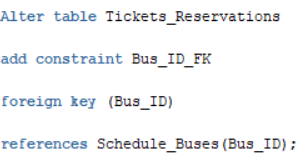 Alter table Tickets_Reservations
add constraint Bus_ID_FK
foreign key (Bus_ID)
references Schedule_Buses(Bus_ID);